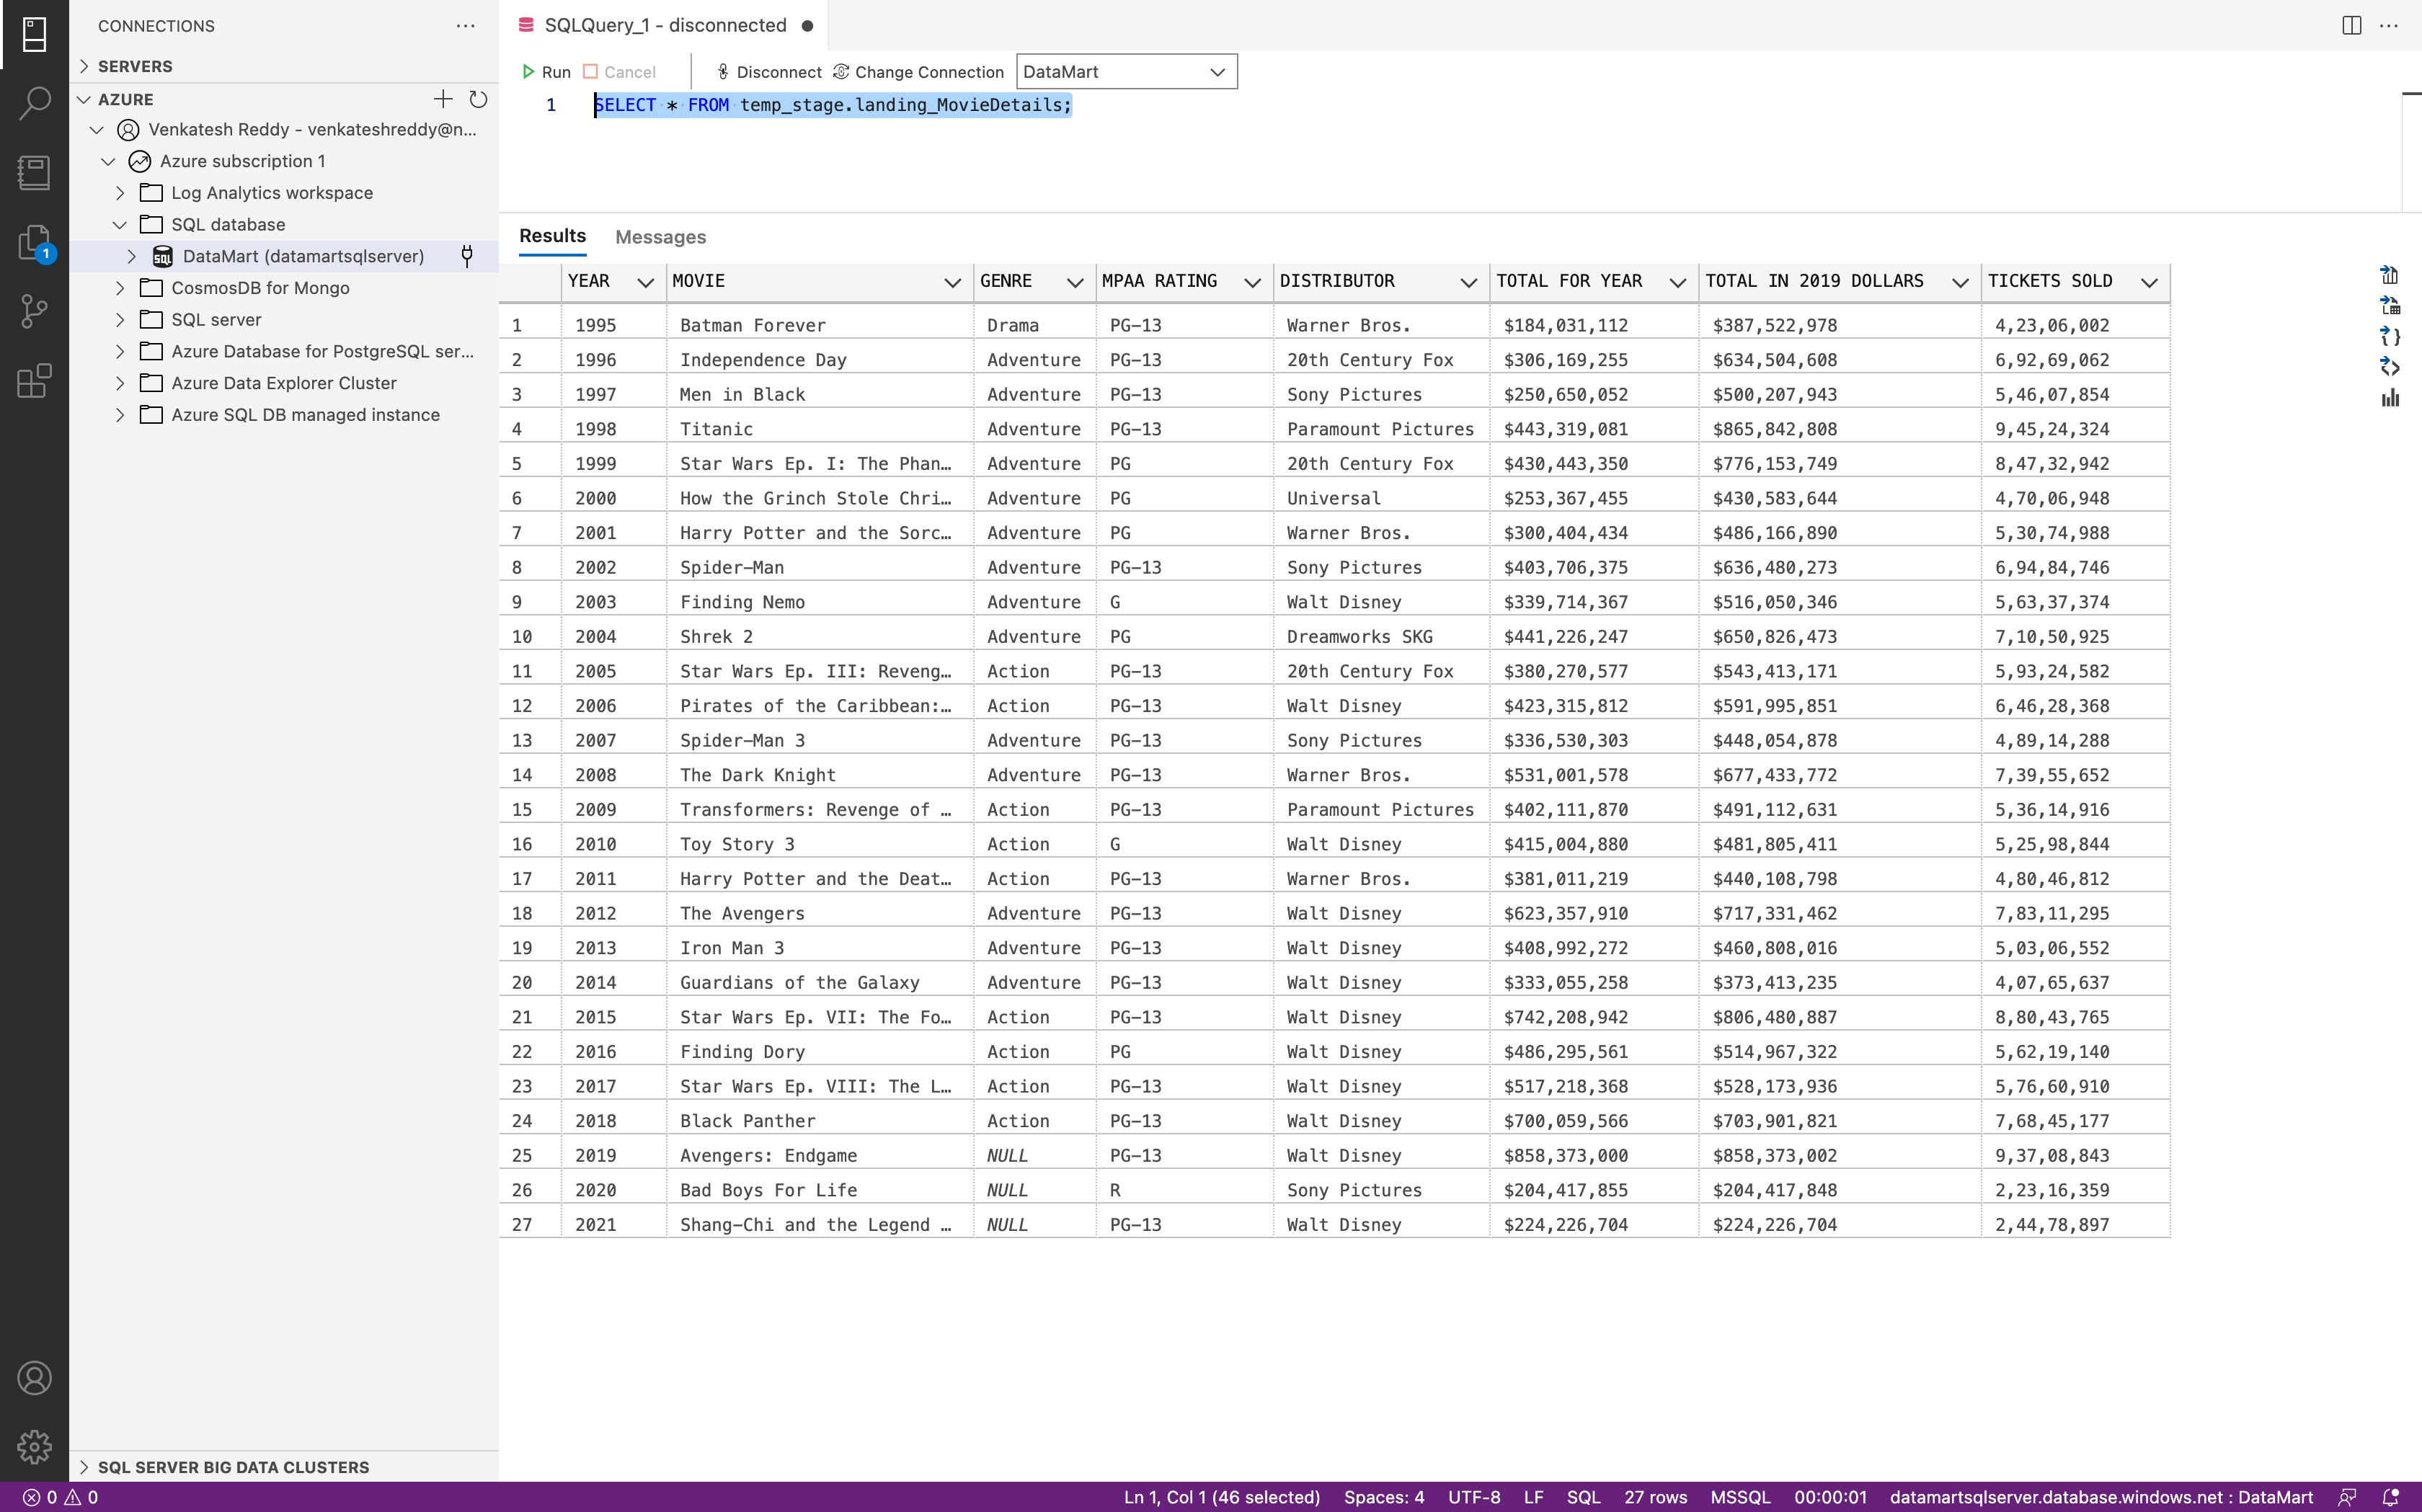 CONNECTIONS
SERVERS
AZURE
Venkatesh Reddy - venkateshreddy@n...
Azure subscription 1
Log Analytics workspace
SQL database
DataMart (datamartsqlserver)
CosmosDB for Mongo
SQL server
Azure Database for PostgreSQL ser...
Azure Data Explorer Cluster
Azure SQL DB managed instance
SQL SERVER BIG DATA CLUSTERS
1
SQLQuery_1 - disconnected
Run Cancel Disconnect Change Connection DataMart
1 SELECT * FROM temp_stage.landing_MovieDetails;
Results Messages
YEAR MOVIE GENRE MPAA RATING DISTRIBUTOR TOTAL FOR YEAR TOTAL IN 2019 DOLLARS TICKETS SOLD
1 1995 Batman Forever Drama PG-13 Warner Bros. $184,031,112 $387,522,978 4,23,06,002
2 1996 Independence Day Adventure PG-13 20th Century Fox $306,169,255 $634,504,608 6,92,69,062
3 1997 Men in Black Adventure PG-13 Sony Pictures $250,650,052 $500,207,943 5,46,07,854
4 1998 Titanic Adventure PG-13 Paramount Pictures $443,319,081 $865,842,808 9,45,24,324
5 1999 Star Wars Ep. I: The Phan... Adventure PG 20th Century Fox $430,443,350 $776,153,749 8,47,32,942
6 2000 How the Grinch Stole Chri... Adventure PG Universal $253,367,455 $430,583,644 4,70,06,948
7 2001 Harry Potter and the Sorc... Adventure PG Warner Bros. $300,404,434 $486,166,890 5,30,74,988
8 2002 Spider-Man Adventure PG-13 Sony Pictures $403,706,375 $636,480,273 6,94,84,746
9 2003 Finding Nemo Adventure G Walt Disney $339,714,367 $516,050,346 5,63,37,374
10 2004 Shrek 2 Adventure PG Dreamworks SKG $441,226,247 $650,826,473 7,10,50,925
11 2005 Star Wars Ep. III: Reveng... Action PG-13 20th Century Fox $380,270,577 $543,413,171 5,93,24,582
12 2006 Pirates of the Caribbean:... Action PG-13 Walt Disney $423,315,812 $591,995,851 6,46,28,368
13 2007 Spider-Man 3 Adventure PG-13 Sony Pictures $336,530,303 $448,054,878 4,89,14,288
14 2008 The Dark Knight Adventure PG-13 Warner Bros. $531,001,578 $677,433,772 7,39,55,652
15 2009 Transformers: Revenge of ... Action PG-13 Paramount Pictures $402,111,870 $491,112,631 5,36,14,916
16 2010 Toy Story 3 Action G Walt Disney $415,004,880 $481,805,411 5,25,98,844
17 2011 Harry Potter and the Deat... Action PG-13 Warner Bros. $381,011,219 $440,108,798 4,80,46,812
18 2012 The Avengers Adventure PG-13 Walt Disney $623,357,910 $717,331,462 7,83,11,295
19 2013 Iron Man 3 Adventure PG-13 Walt Disney $408,992,272 $460,808,016 5,03,06,552
20 2014 Guardians of the Galaxy Adventure PG-13 Walt Disney $333,055,258 $373,413,235 4,07,65,637
21 2015 Star Wars Ep. VII: The Fo... Action PG-13 Walt Disney $742,208,942 $806,480,887 8,80,43,765
22 2016 Finding Dory Action PG Walt Disney $486,295,561 $514,967,322 5,62,19,140
23 2017 Star Wars Ep. VIII: The L... Action PG-13 Walt Disney $517,218,368 $528,173,936 5,76,60,910
24 2018 Black Panther Action PG-13 Walt Disney $700,059,566 $703,901,821 7,68,45,177
25 2019 Avengers: Endgame NULL PG-13 Walt Disney $858,373,000 $858,373,002 9,37,08,843
26 2020 Bad Boys For Life NULL R Sony Pictures $204,417,855 $204,417,848 2,23,16,359
27 2021 Shang-Chi and the Legend ... NULL PG-13 Walt Disney $224,226,704 $224,226,704 2,44,78,897
0 0 Ln 1, Col 1 (46 selected) Spaces: 4 UTF-8 LF SQL 27 rows MSSQL 00:00:01 datamartsqlserver.database.windows.net : DataMart